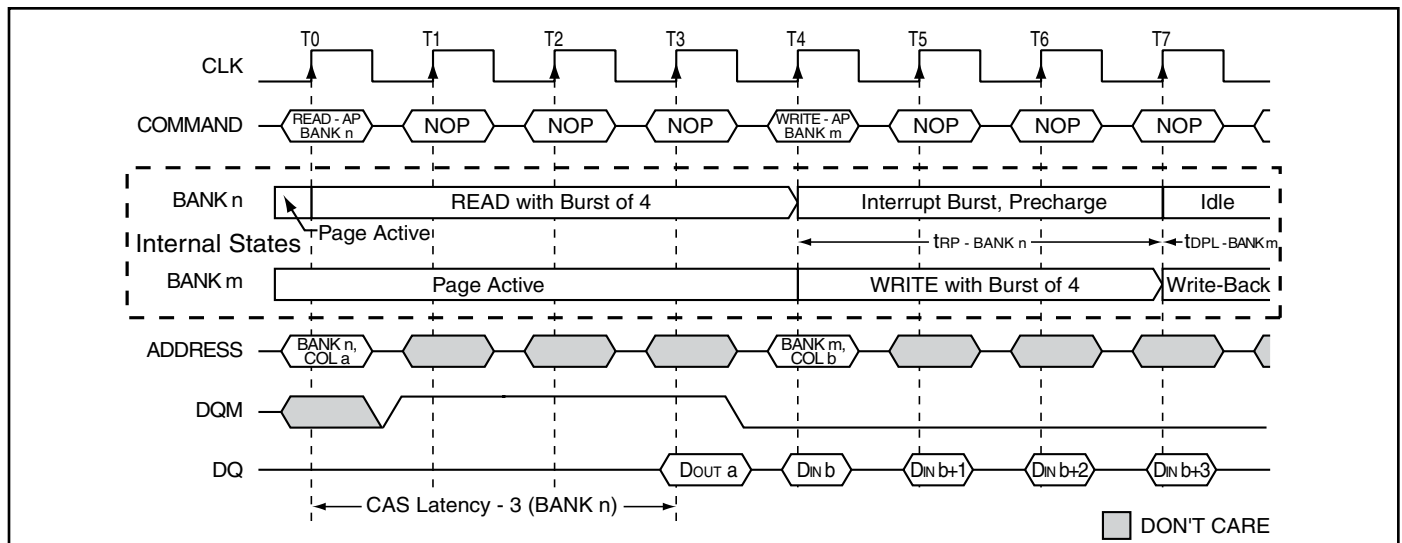 T0 T1 T2 T3 T4 T5 T6 T7
CLK
COMMAND READ - AP BANK n NOP NOP NOP WRITE - AP BANK m NOP NOP NOP
BANK n READ with Burst of 4 Interrupt Burst, Precharge Idle
Internal States Page Active tRP - BANK n tDPL - BANK m
BANK m Page Active WRITE with Burst of 4 Write-Back
ADDRESS BANK n, COL a BANK m, COL b
DQM
DQ DOUT a DIN b DIN b+1 DIN b+2 DIN b+3
CAS Latency - 3 (BANK n)
DON'T CARE